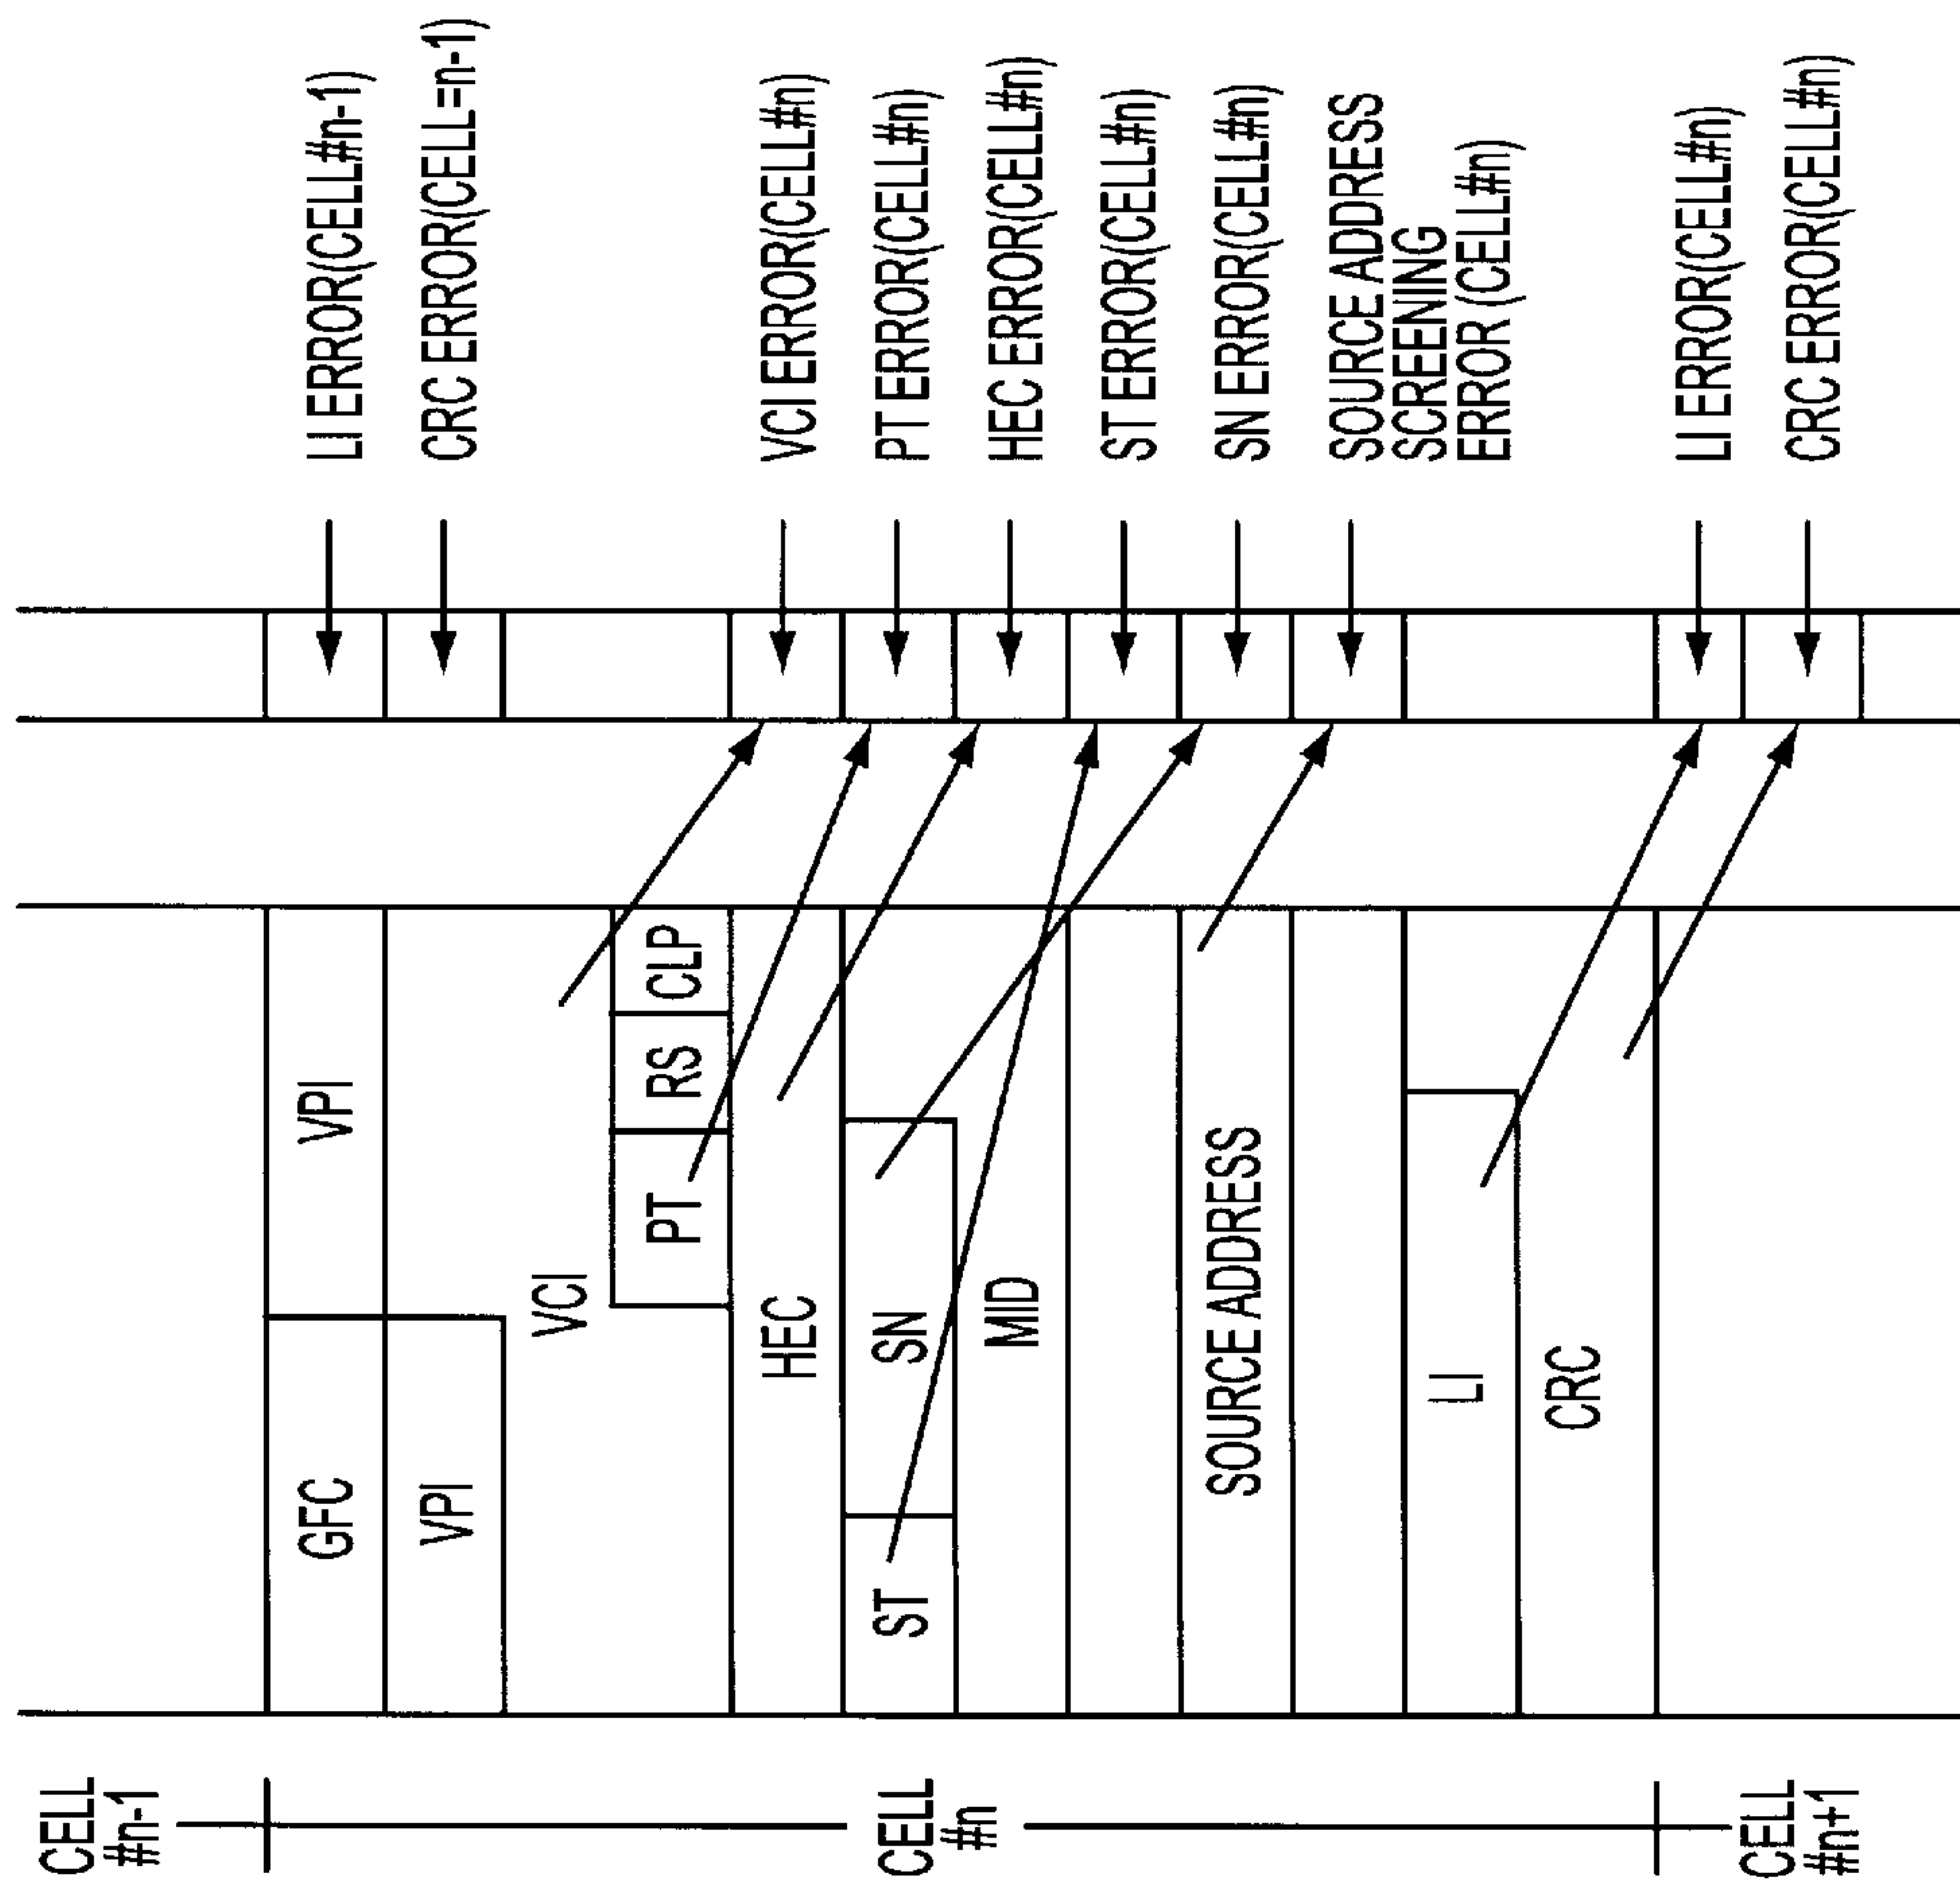 CELL
#n-1
CELL
#n
CELL
#n+1
GFC
VPI
VPI
VCI
PT
RS
CLP
HEC
ST
SN
MID
SOURCE ADDRESS
LI
CRC
LI ERROR(CELL#n-1)
CRC ERROR(CELL=n-1)
VCI ERROR(CELL#n)
PT ERROR(CELL#n)
HEC ERROR(CELL#n)
ST ERROR(CELL#n)
SN ERROR(CELL#n)
SOURCE ADDRESS
SCREENING
ERROR (CELL#n)
LI ERROR(CELL#n)
CRC ERROR(CELL#n)